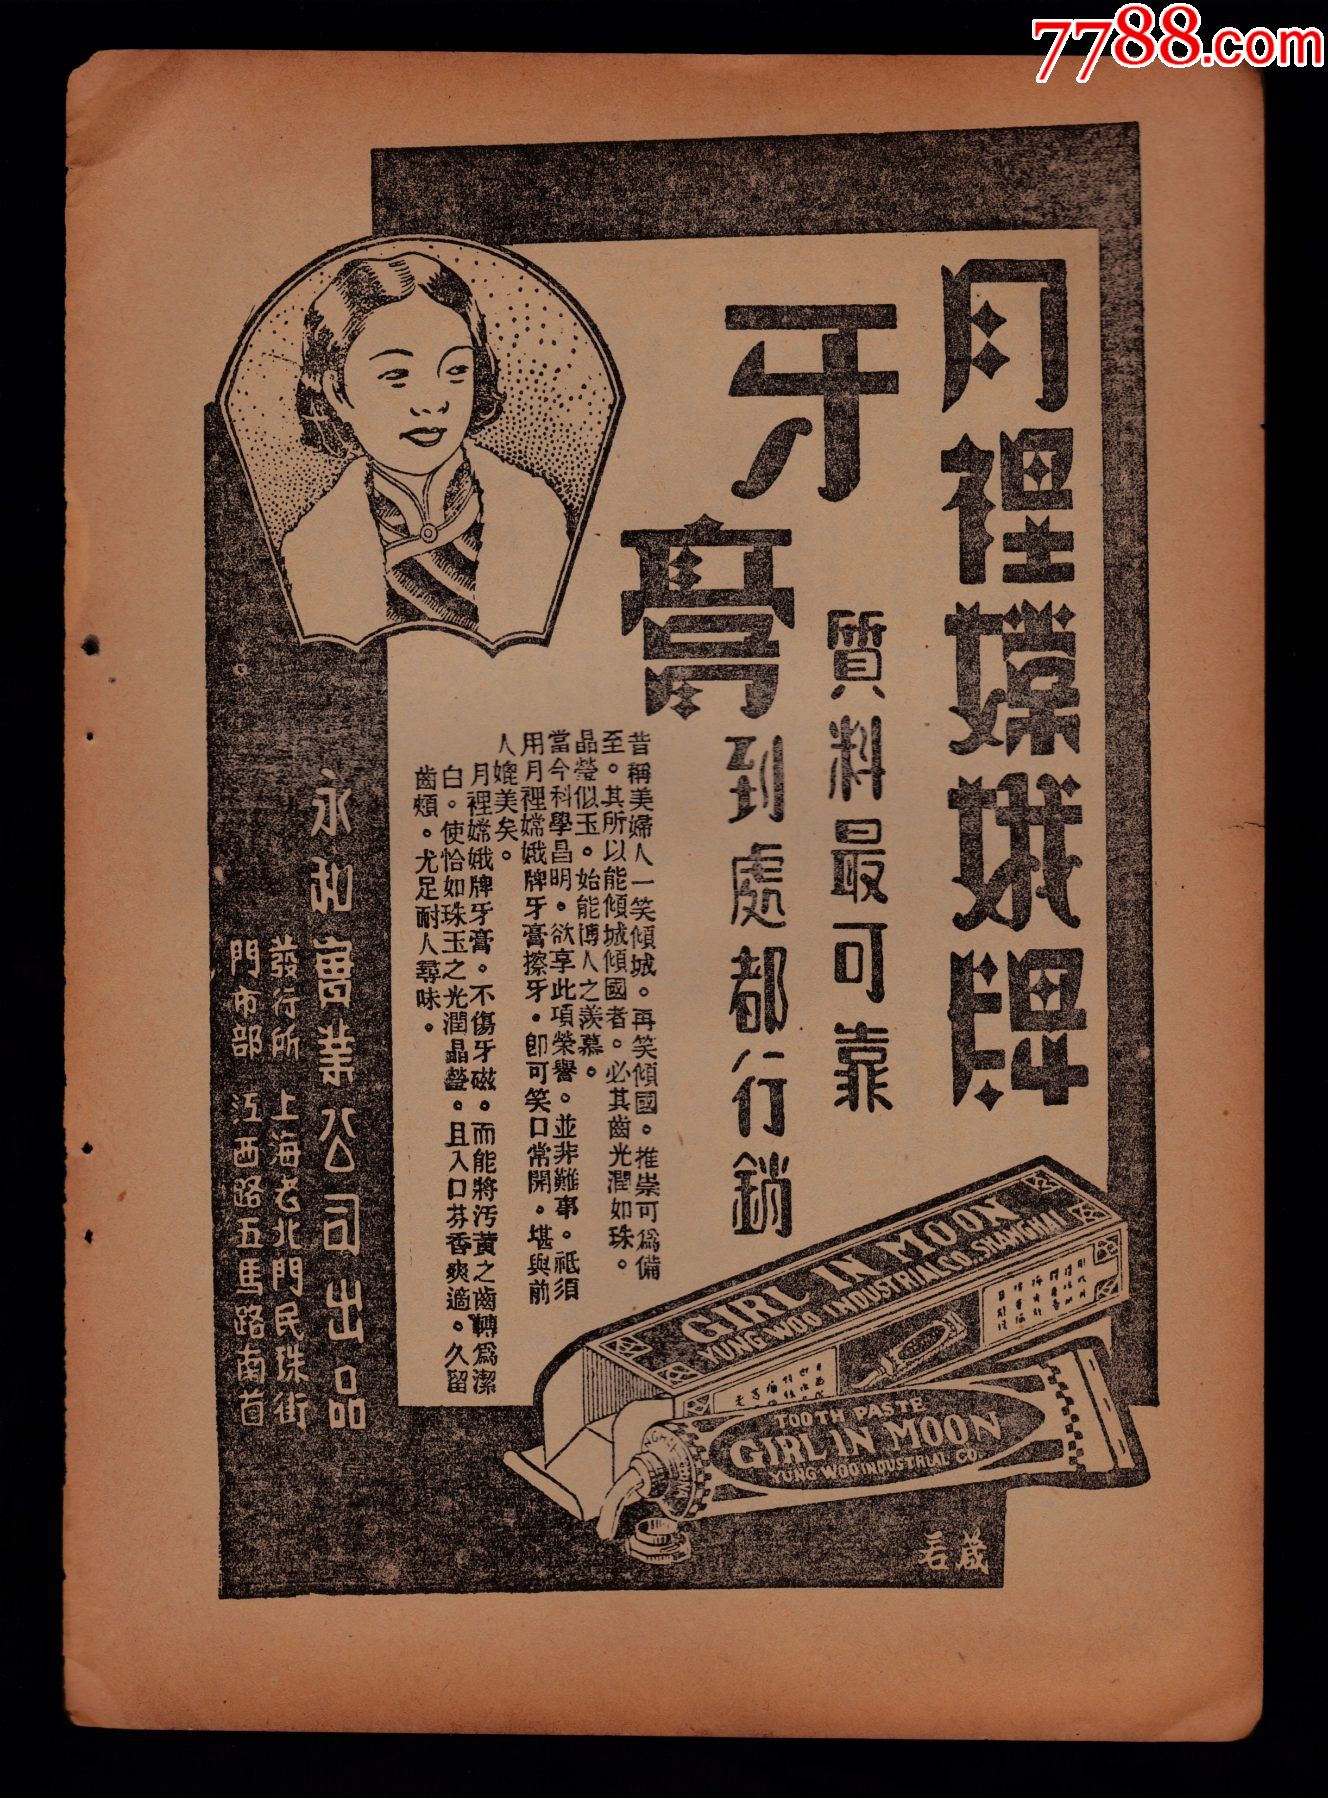 7788.com
月裡嫦娥牌
牙膏
質料最可靠
到處都行銷
昔稱美婦人一笑傾城。再笑傾國。推崇可爲備
至。其所以能傾城傾國者。必其齒光潤如珠。
晶瑩似玉。始能博人之羨慕。
當今科學昌明。欲享此項榮譽。並非難事。祇須
用月裡嫦娥牌牙膏擦牙。卽可笑口常開。堪與前
人媲美矣。
月裡嫦娥牌牙膏。不傷牙磁。而能將汚黃之齒轉爲潔
白。使恰如珠玉之光潤晶瑩。且入口芬香爽適。久留
齒頰。尤足耐人尋味。
永和實業公司出品
發行所 上海老北門民珠街
門市部 江西路五馬路南首
GIRL IN MOON
YUNG WOO INDUSTRIAL CO. SHANGHAI
TOOTH PASTE
GIRL IN MOON
YUNG WOO INDUSTRIAL CO.